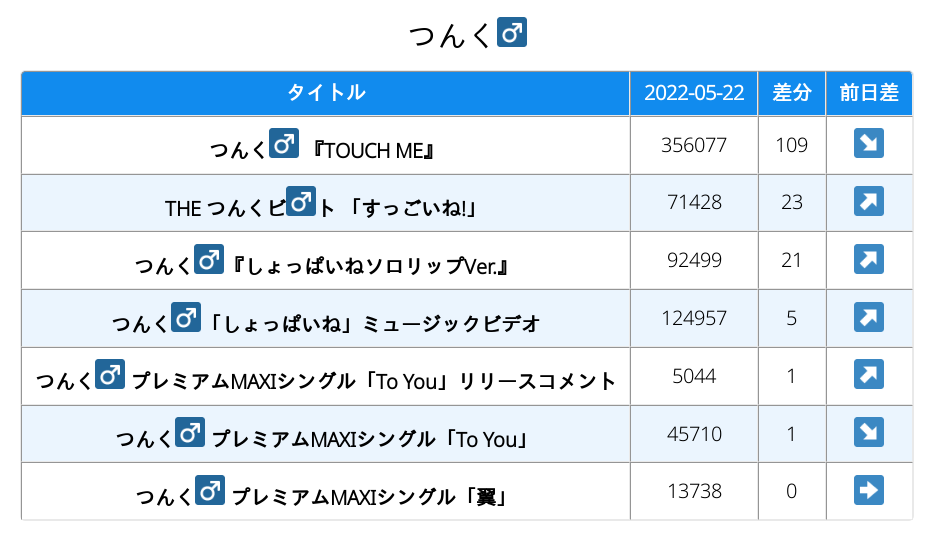 つんく♂
タイトル 2022-05-22 差分 前日差
つんく♂ 『TOUCH ME』 356077 109 ↘
THE つんくビ♂ト 「すっごいね!」 71428 23 ↗
つんく♂『しょっぱいねソロリップVer.』 92499 21 ↗
つんく♂「しょっぱいね」ミュージックビデオ 124957 5 ↗
つんく♂ プレミアムMAXIシングル「To You」リリースコメント 5044 1 ↗
つんく♂ プレミアムMAXIシングル「To You」 45710 1 ↘
つんく♂ プレミアムMAXIシングル「翼」 13738 0 ➡